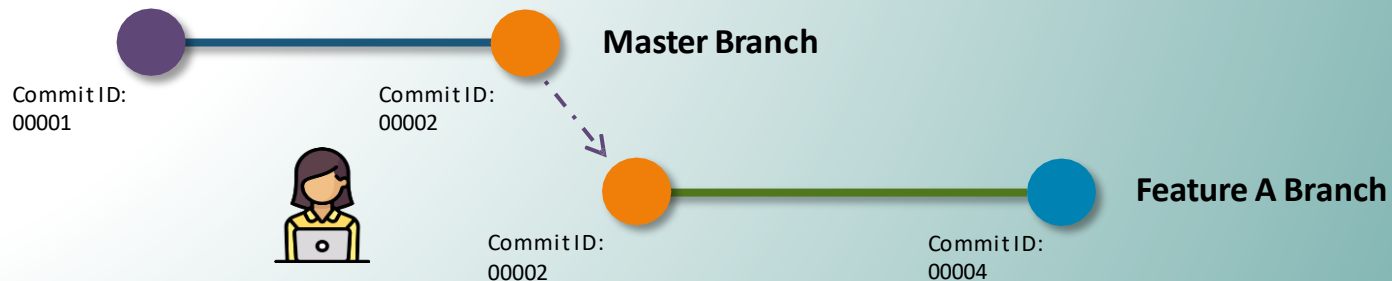 Master Branch
Commit ID:
00001
Commit ID:
00002
Feature A Branch
Commit ID:
00002
Commit ID:
00004